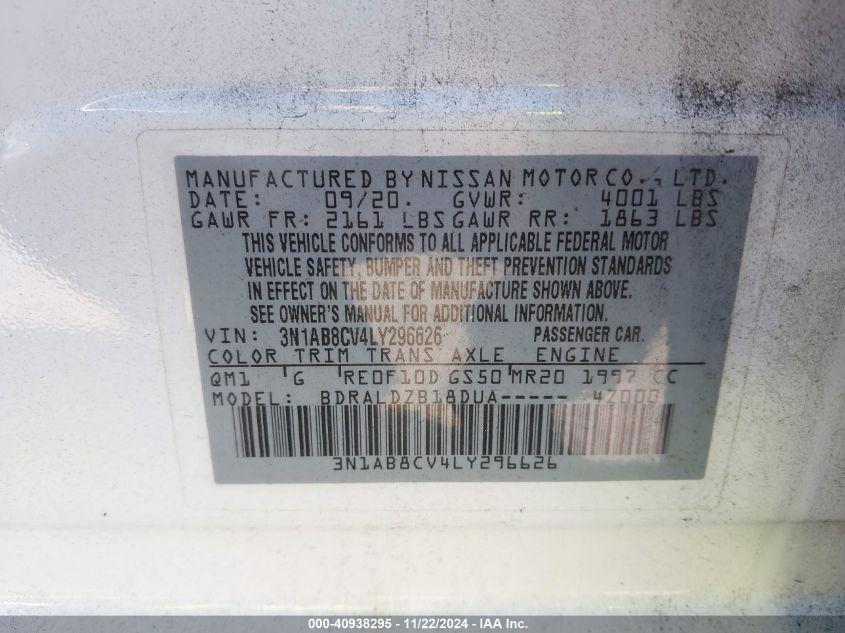 MANUFACTURED BY NISSAN MOTOR CO., LTD.
DATE: 09/20. GVWR: 4001 LBS
GAWR FR: 2161 LBS GAWR RR: 1863 LBS
THIS VEHICLE CONFORMS TO ALL APPLICABLE FEDERAL MOTOR
VEHICLE SAFETY, BUMPER AND THEFT PREVENTION STANDARDS
IN EFFECT ON THE DATE OF MANUFACTURE SHOWN ABOVE.
SEE OWNER'S MANUAL FOR ADDITIONAL INFORMATION
VIN: 3N1AB8CV4LY296626 PASSENGER CAR.
COLOR TRIM TRANS AXLE ENGINE
QM1 G RE0F10D GS50 MR20 1997 CC
MODEL: BDRALDZB18DUA----- -4Z000
3N1AB8CV4LY296626
000-40938295 - 11/22/2024 - IAA Inc.